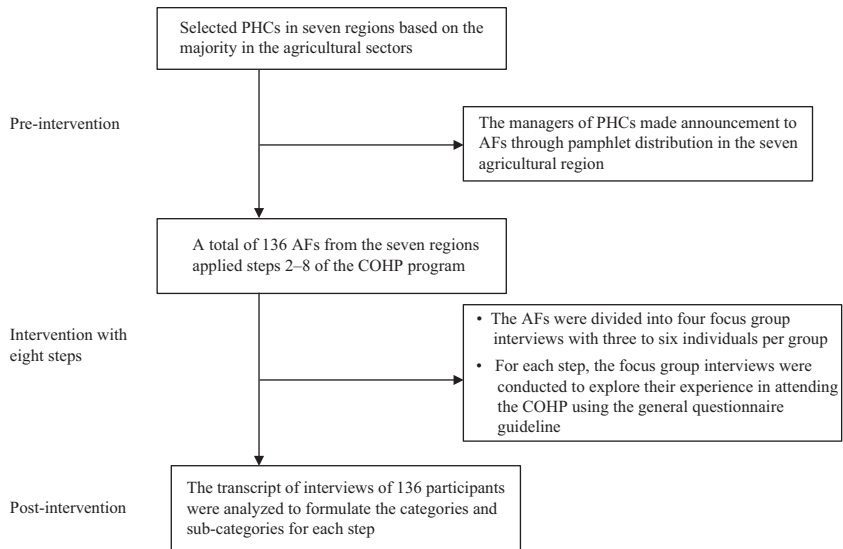 Selected PHCs in seven regions based on the
majority in the agricultural sectors
Pre-intervention
The managers of PHCs made announcement to
AFs through pamphlet distribution in the seven
agricultural region
A total of 136 AFs from the seven regions
applied steps 2–8 of the COHP program
Intervention with
eight steps
• The AFs were divided into four focus group
interviews with three to six individuals per group
• For each step, the focus group interviews were
conducted to explore their experience in attending
the COHP using the general questionnaire
guideline
Post-intervention
The transcript of interviews of 136 participants
were analyzed to formulate the categories and
sub-categories for each step